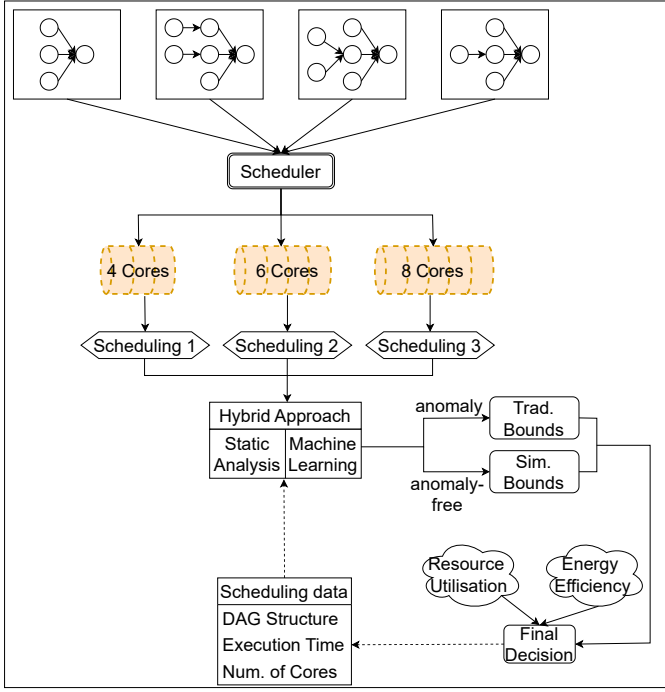 Scheduler
4 Cores
6 Cores
8 Cores
Scheduling 1
Scheduling 2
Scheduling 3
Hybrid Approach
Static
Analysis
Machine
Learning
anomaly
anomaly-
free
Trad.
Bounds
Sim.
Bounds
Resource
Utilisation
Energy
Efficiency
Final
Decision
Scheduling data
DAG Structure
Execution Time
Num. of Cores